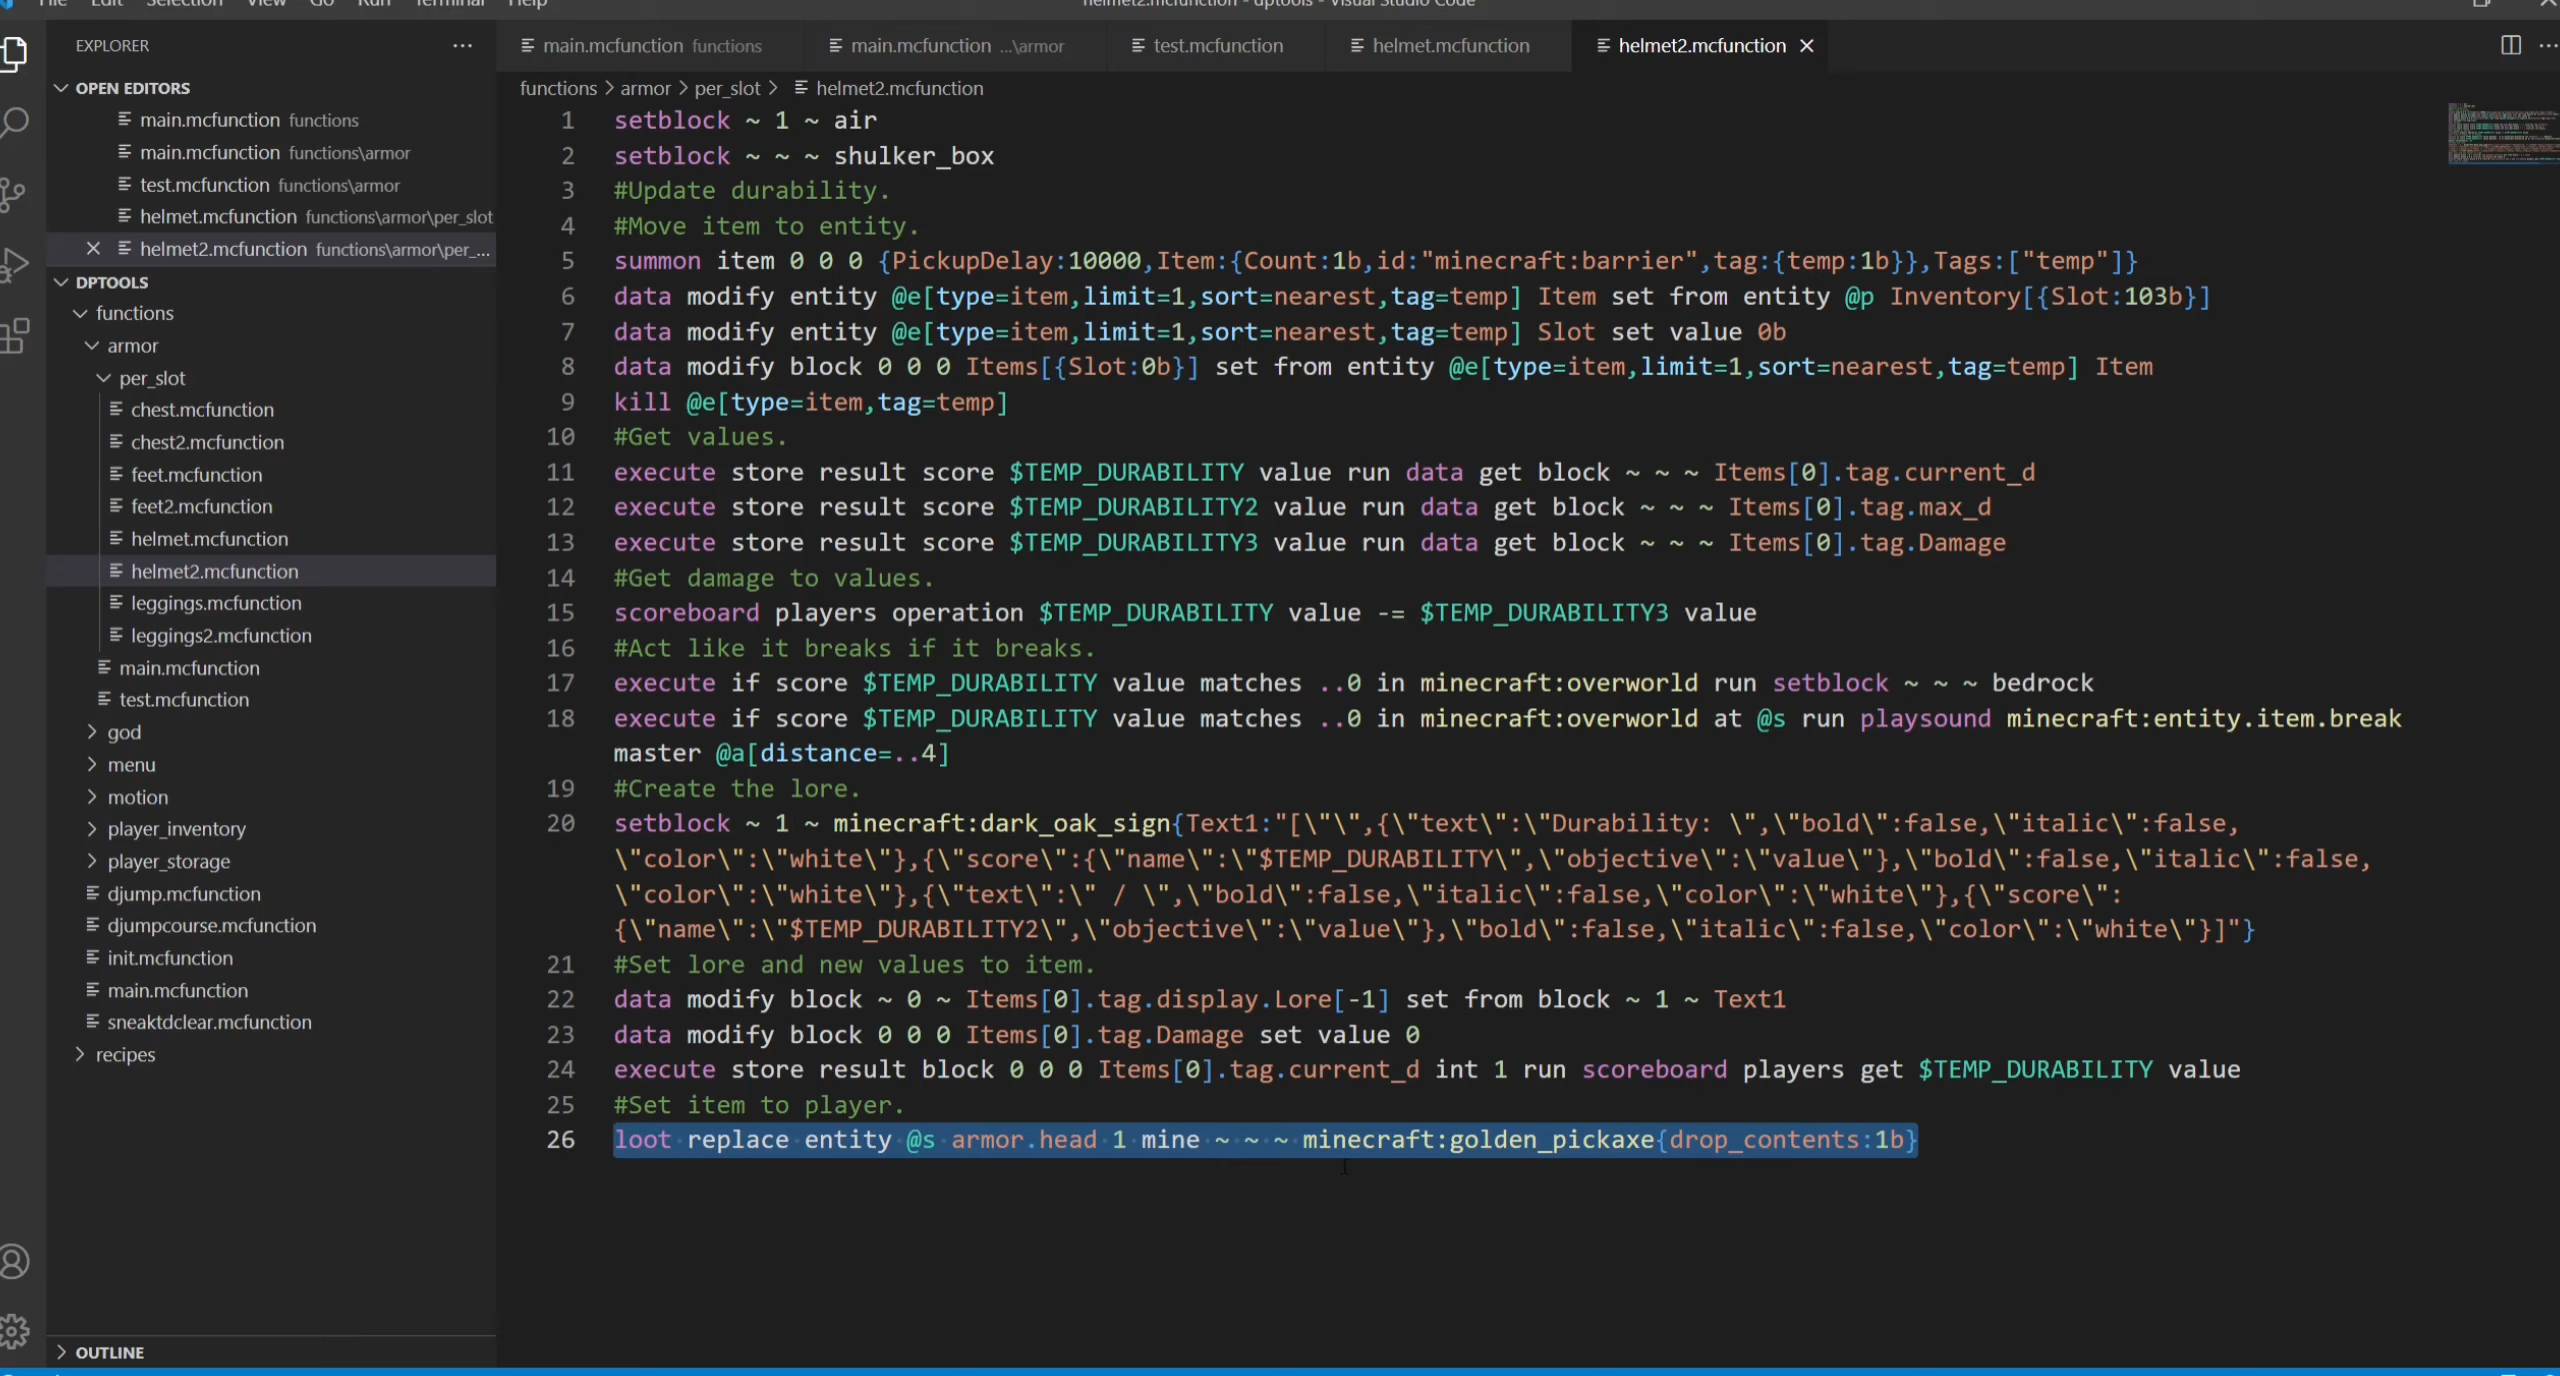 File Edit Selection View Go Run Terminal Help
helmet2.mcfunction - dptools - Visual Studio Code
EXPLORER
OPEN EDITORS
main.mcfunction functions
main.mcfunction functions\armor
test.mcfunction functions\armor
helmet.mcfunction functions\armor\per_slot
helmet2.mcfunction functions\armor\per_...
DPTOOLS
functions
armor
per_slot
chest.mcfunction
chest2.mcfunction
feet.mcfunction
feet2.mcfunction
helmet.mcfunction
helmet2.mcfunction
leggings.mcfunction
leggings2.mcfunction
main.mcfunction
test.mcfunction
god
menu
motion
player_inventory
player_storage
djump.mcfunction
djumpcourse.mcfunction
init.mcfunction
main.mcfunction
sneaktdclear.mcfunction
recipes
OUTLINE
main.mcfunction functions main.mcfunction ...\armor test.mcfunction helmet.mcfunction helmet2.mcfunction
functions > armor > per_slot > helmet2.mcfunction
1 setblock ~ 1 ~ air
2 setblock ~ ~ ~ shulker_box
3 #Update durability.
4 #Move item to entity.
5 summon item 0 0 0 {PickupDelay:10000,Item:{Count:1b,id:"minecraft:barrier",tag:{temp:1b}},Tags:["temp"]}
6 data modify entity @e[type=item,limit=1,sort=nearest,tag=temp] Item set from entity @p Inventory[{Slot:103b}]
7 data modify entity @e[type=item,limit=1,sort=nearest,tag=temp] Slot set value 0b
8 data modify block 0 0 0 Items[{Slot:0b}] set from entity @e[type=item,limit=1,sort=nearest,tag=temp] Item
9 kill @e[type=item,tag=temp]
10 #Get values.
11 execute store result score $TEMP_DURABILITY value run data get block ~ ~ ~ Items[0].tag.current_d
12 execute store result score $TEMP_DURABILITY2 value run data get block ~ ~ ~ Items[0].tag.max_d
13 execute store result score $TEMP_DURABILITY3 value run data get block ~ ~ ~ Items[0].tag.Damage
14 #Get damage to values.
15 scoreboard players operation $TEMP_DURABILITY value -= $TEMP_DURABILITY3 value
16 #Act like it breaks if it breaks.
17 execute if score $TEMP_DURABILITY value matches ..0 in minecraft:overworld run setblock ~ ~ ~ bedrock
18 execute if score $TEMP_DURABILITY value matches ..0 in minecraft:overworld at @s run playsound minecraft:entity.item.break
master @a[distance=..4]
19 #Create the lore.
20 setblock ~ 1 ~ minecraft:dark_oak_sign{Text1:"[\"\",{\"text\":\"Durability: \",\"bold\":false,\"italic\":false,
\"color\":\"white\"},{\"score\":{\"name\":\"$TEMP_DURABILITY\",\"objective\":\"value\"},\"bold\":false,\"italic\":false,
\"color\":\"white\"},{\"text\":\" / \",\"bold\":false,\"italic\":false,\"color\":\"white\"},{\"score\":
{\"name\":\"$TEMP_DURABILITY2\",\"objective\":\"value\"},\"bold\":false,\"italic\":false,\"color\":\"white\"}]"}
21 #Set lore and new values to item.
22 data modify block ~ 0 ~ Items[0].tag.display.Lore[-1] set from block ~ 1 ~ Text1
23 data modify block 0 0 0 Items[0].tag.Damage set value 0
24 execute store result block 0 0 0 Items[0].tag.current_d int 1 run scoreboard players get $TEMP_DURABILITY value
25 #Set item to player.
26 loot replace entity @s armor.head 1 mine ~ ~ ~ minecraft:golden_pickaxe{drop_contents:1b}